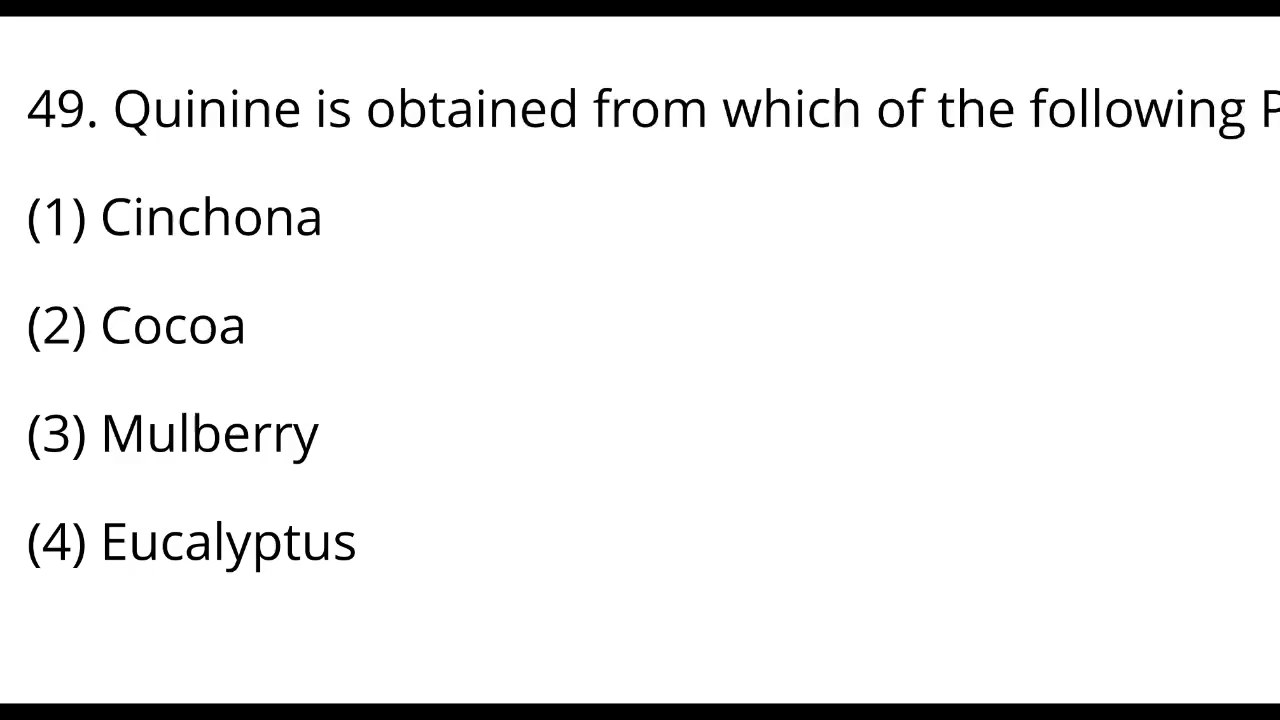 49. Quinine is obtained from which of the following P
(1) Cinchona
(2) Cocoa
(3) Mulberry
(4) Eucalyptus